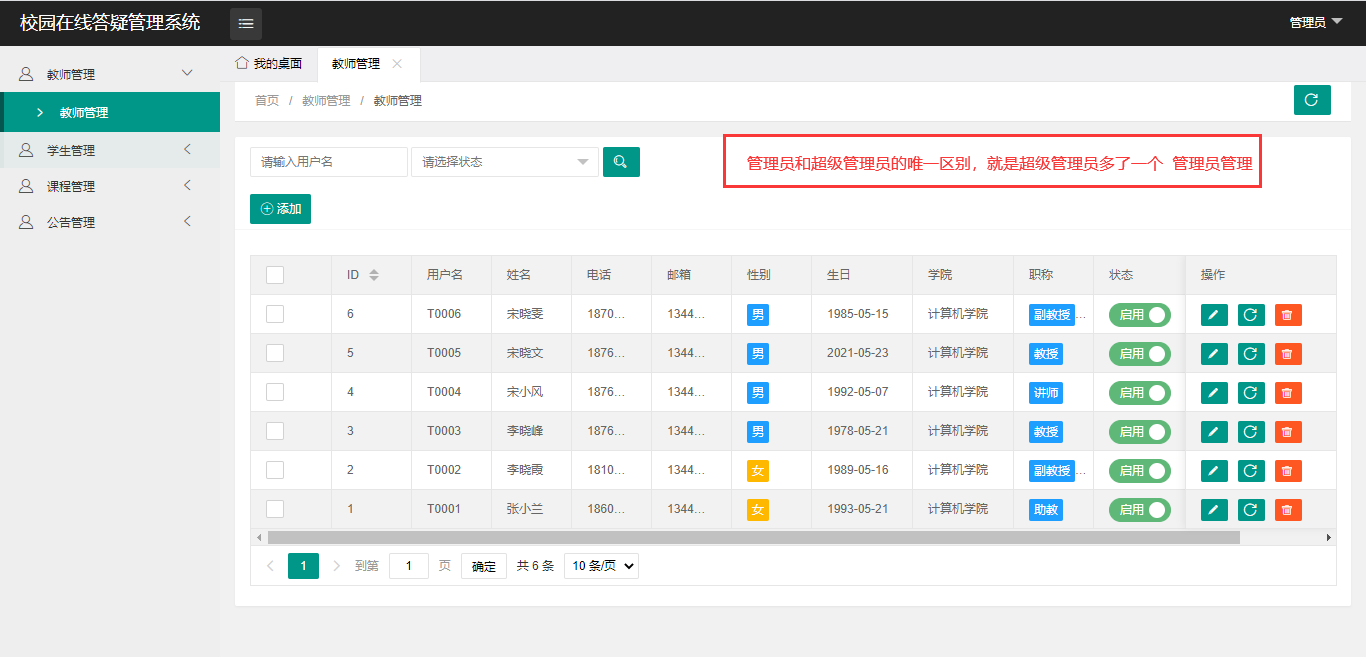 校园在线答疑管理系统
管理员
教师管理
教师管理
学生管理
课程管理
公告管理
我的桌面
教师管理
首页 / 教师管理 / 教师管理
请输入用户名
请选择状态
管理员和超级管理员的唯一区别，就是超级管理员多了一个 管理员管理
添加
ID 用户名 姓名 电话 邮箱 性别 生日 学院 职称 状态 操作
6 T0006 宋晓雯 1870... 1344... 男 1985-05-15 计算机学院 副教授... 启用
5 T0005 宋晓文 1876... 1344... 男 2021-05-23 计算机学院 教授 启用
4 T0004 宋小风 1876... 1344... 男 1992-05-07 计算机学院 讲师 启用
3 T0003 李晓峰 1876... 1344... 男 1978-05-21 计算机学院 教授 启用
2 T0002 李晓霞 1810... 1344... 女 1989-05-16 计算机学院 副教授... 启用
1 T0001 张小兰 1860... 1344... 女 1993-05-21 计算机学院 助教 启用
1 到第 1 页 确定 共 6 条 10 条/页